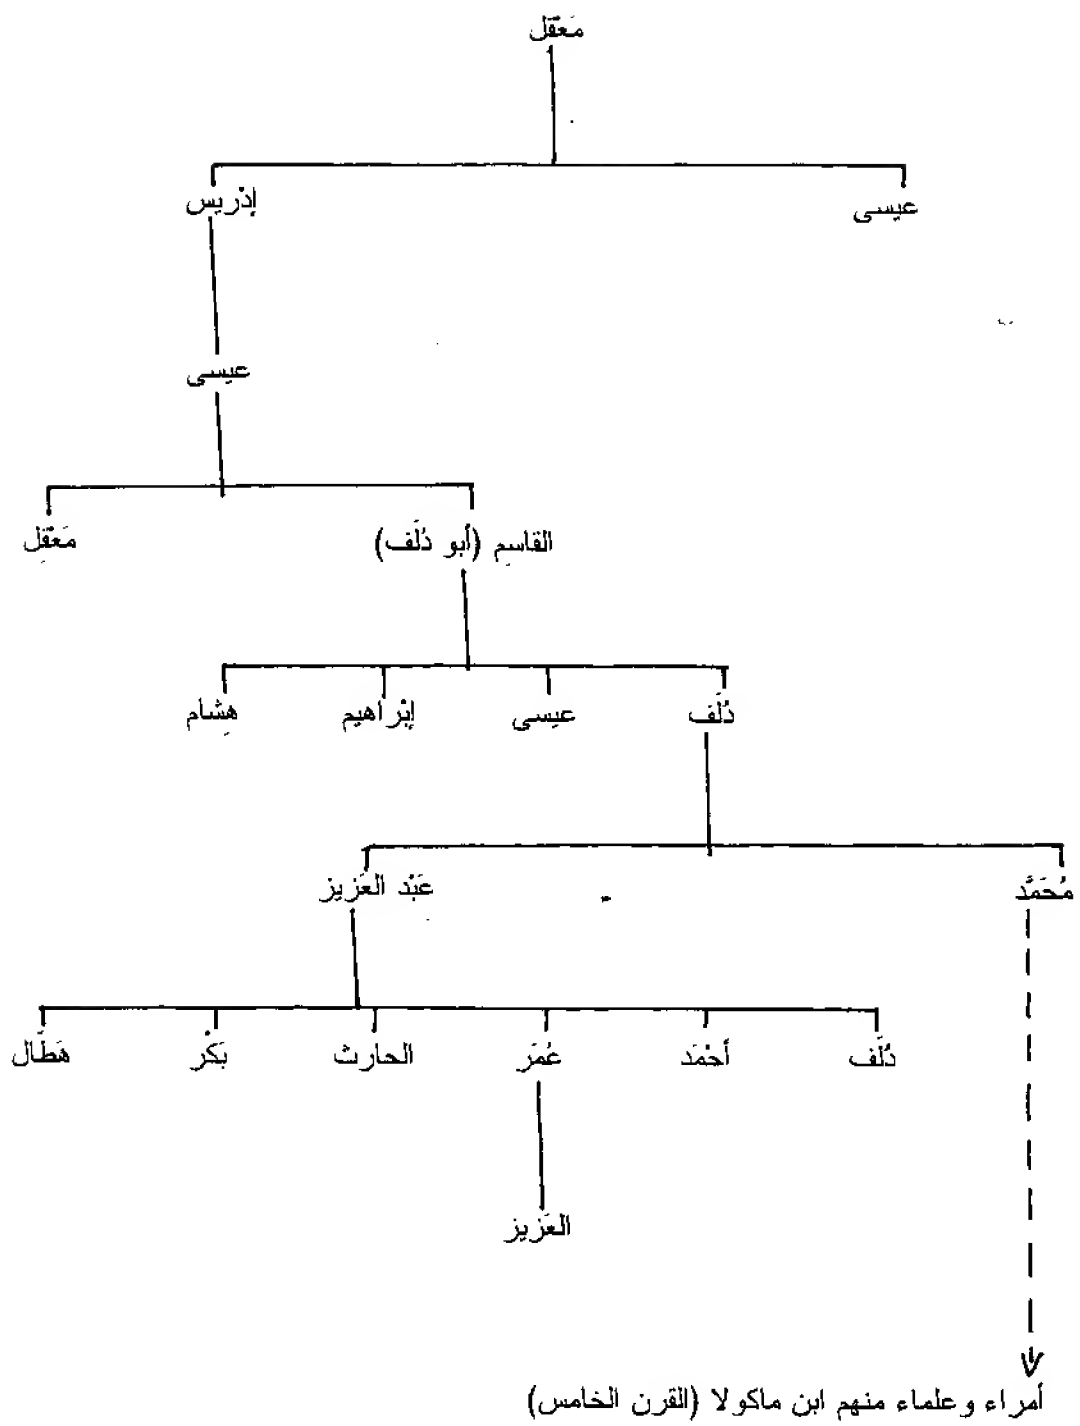 مَعْقل
عيسى إدْريس
عيسى
القاسِم (أبو دُلَف) مَعْقِل
دُلَف عيسى إبْراهيم هِشام
مُحَمَّد عَبْد العَزيز
دُلَف أحْمَد عُمَر الحارث بَكْر هَطّال
العَزيز
أمراء وعلماء منهم ابن ماكولا (القرن الخامس)